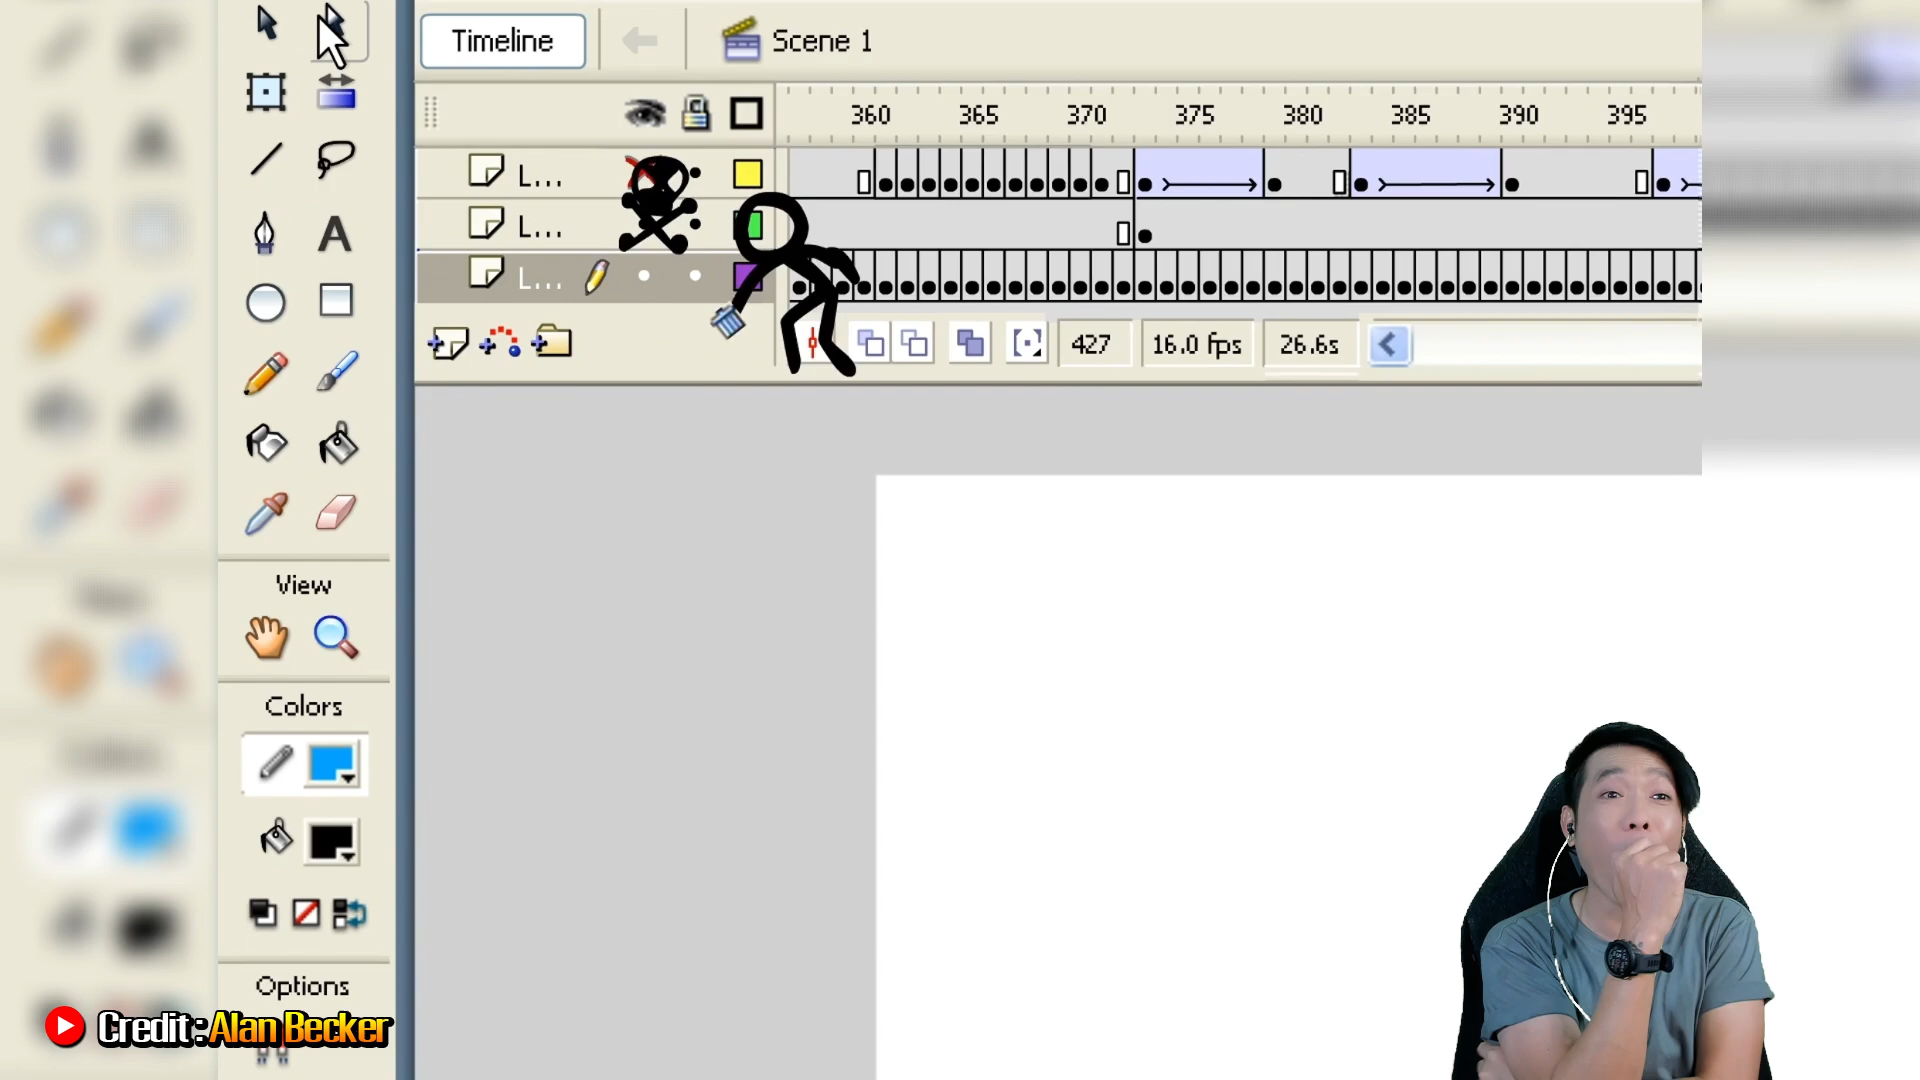 Timeline
Scene 1
360 365 370 375 380 385 390 395
L...
L...
L...
427 16.0 fps 26.6s
A
View
Colors
Options
Credit : Alan Becker